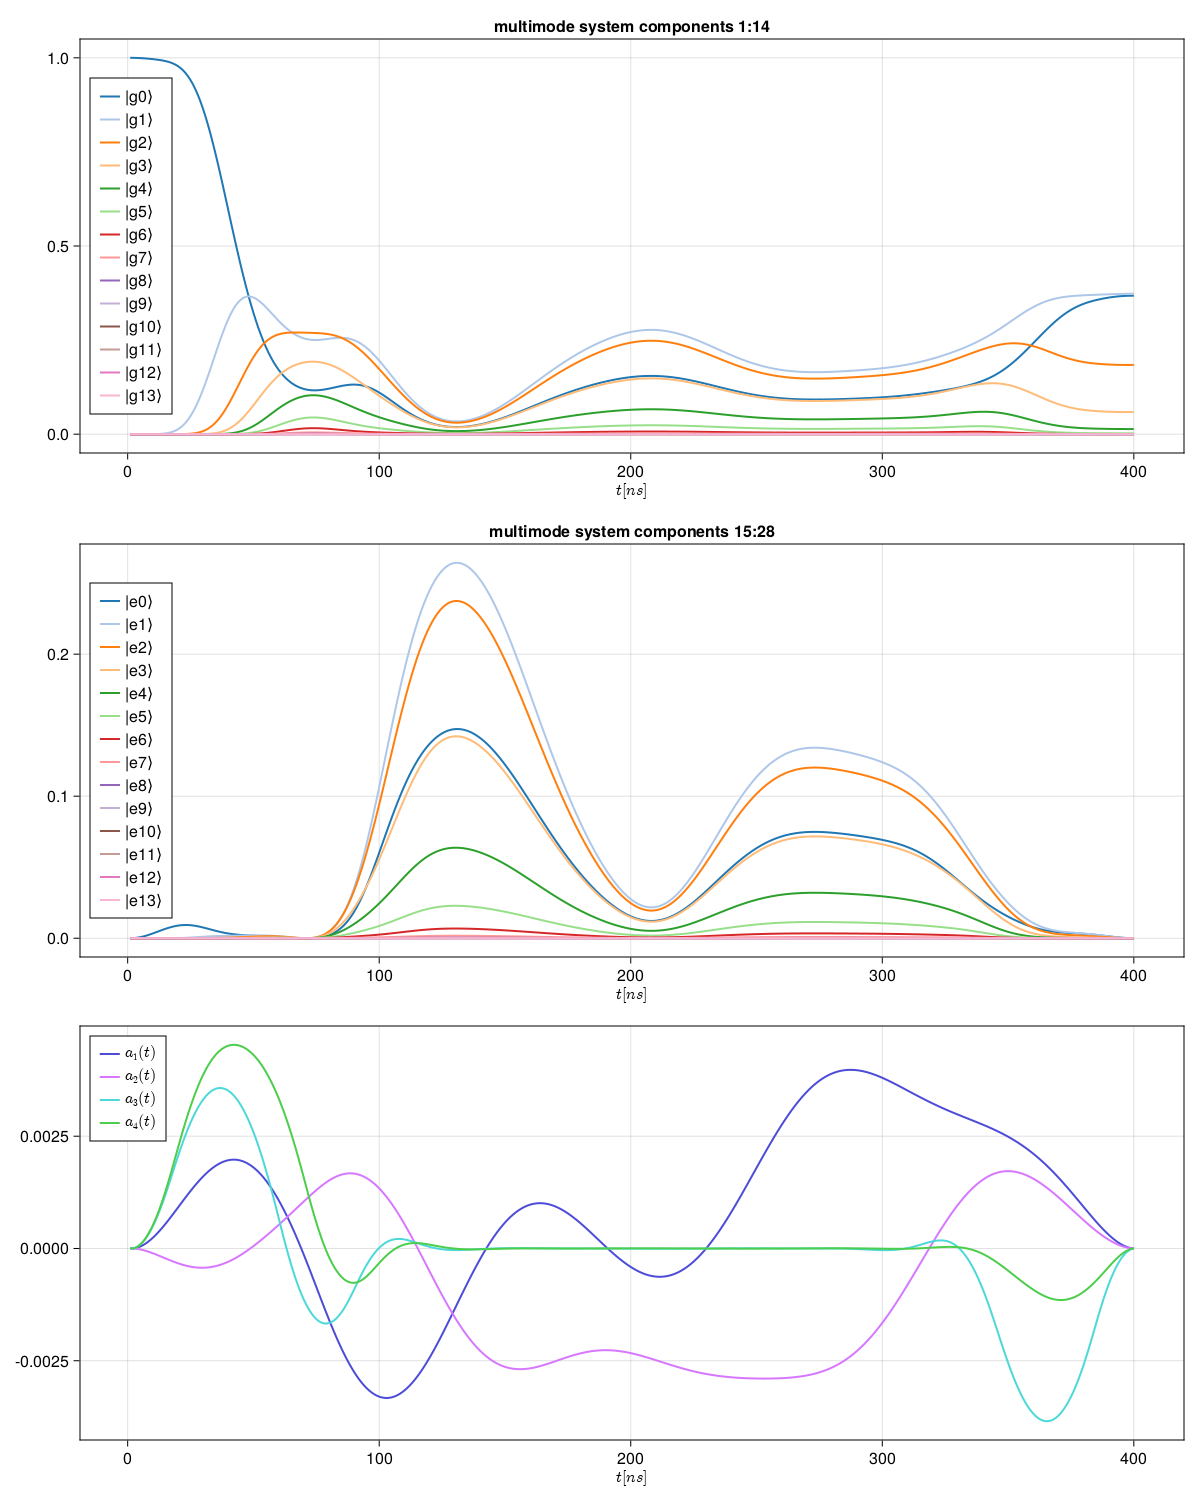 multimode system components 1:14
1.0
0.5
0.0
|g0⟩
|g1⟩
|g2⟩
|g3⟩
|g4⟩
|g5⟩
|g6⟩
|g7⟩
|g8⟩
|g9⟩
|g10⟩
|g11⟩
|g12⟩
|g13⟩
0 100 200 300 400
t[ns]
multimode system components 15:28
0.2
0.1
0.0
|e0⟩
|e1⟩
|e2⟩
|e3⟩
|e4⟩
|e5⟩
|e6⟩
|e7⟩
|e8⟩
|e9⟩
|e10⟩
|e11⟩
|e12⟩
|e13⟩
0 100 200 300 400
t[ns]
0.0025
0.0000
-0.0025
a₁(t)
a₂(t)
a₃(t)
a₄(t)
0 100 200 300 400
t[ns]